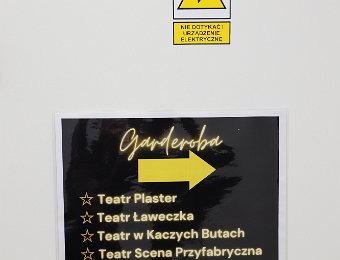 NIE DOTYKAĆ!
URZĄDZENIE
ELEKTRYCZNE
Garderoba
Teatr Plaster
Teatr Ławeczka
Teatr w Kaczych Butach
Teatr Scena Przyfabryczna